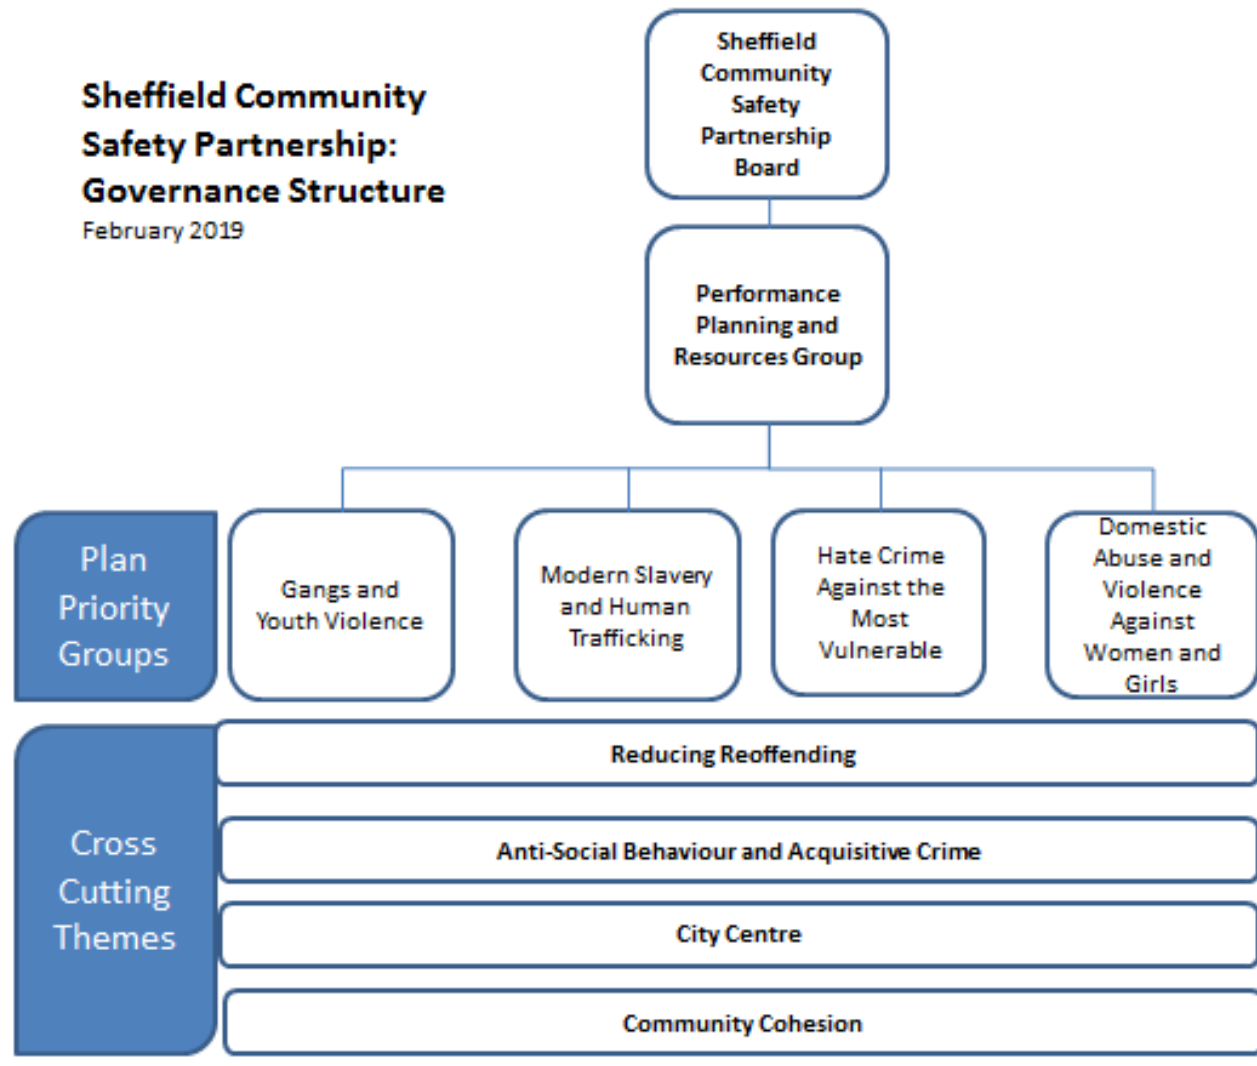 Sheffield Community
Safety Partnership:
Governance Structure
February 2019
Sheffield
Community
Safety
Partnership
Board
Performance
Planning and
Resources Group
Plan
Priority
Groups
Gangs and
Youth Violence
Modern Slavery
and Human
Trafficking
Hate Crime
Against the
Most
Vulnerable
Domestic
Abuse and
Violence
Against
Women and
Girls
Cross
Cutting
Themes
Reducing Reoffending
Anti-Social Behaviour and Acquisitive Crime
City Centre
Community Cohesion